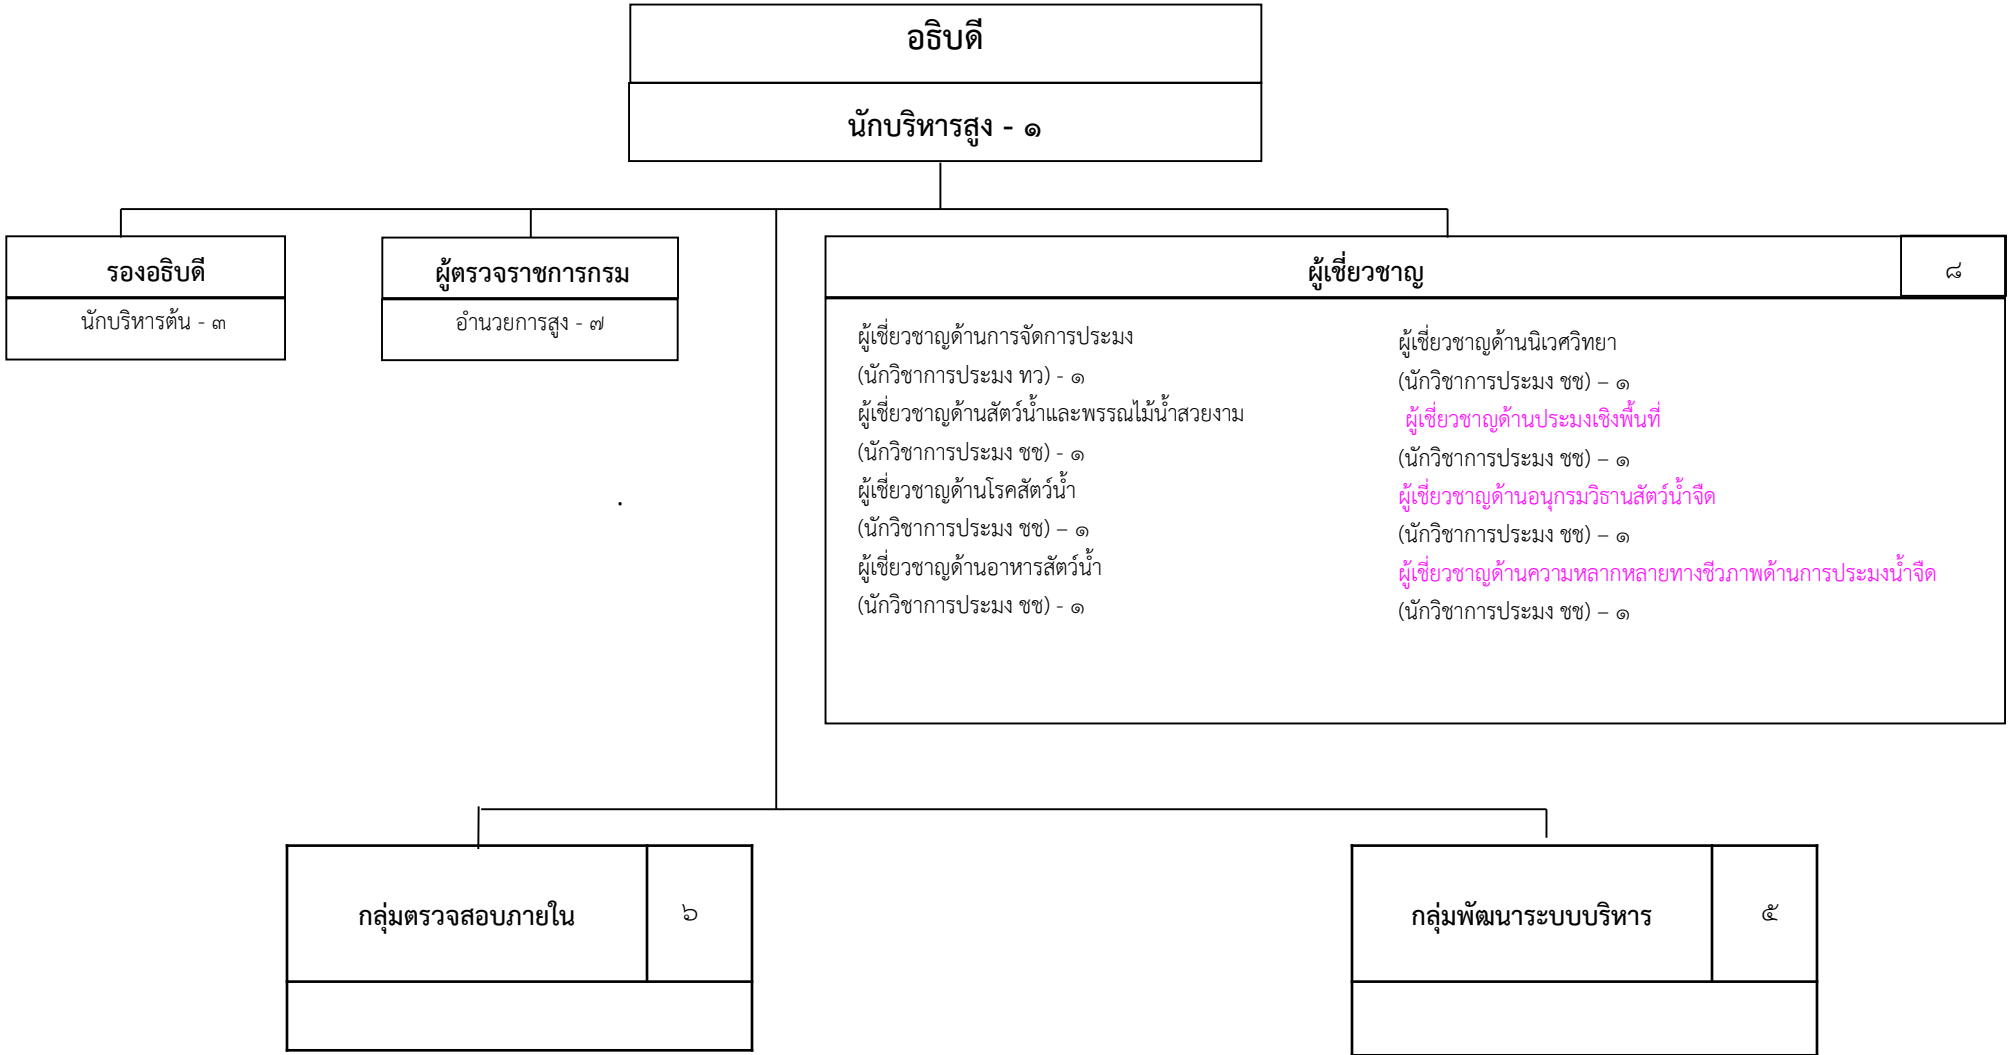 อธิบดี
นักบริหารสูง - ๑
รองอธิบดี
นักบริหารต้น - ๓
ผู้ตรวจราชการกรม
อำนวยการสูง - ๗
ผู้เชี่ยวชาญ
๘
ผู้เชี่ยวชาญด้านการจัดการประมง
(นักวิชาการประมง ทว) - ๑
ผู้เชี่ยวชาญด้านสัตว์น้ำและพรรณไม้น้ำสวยงาม
(นักวิชาการประมง ชช) - ๑
ผู้เชี่ยวชาญด้านโรคสัตว์น้ำ
(นักวิชาการประมง ชช) – ๑
ผู้เชี่ยวชาญด้านอาหารสัตว์น้ำ
(นักวิชาการประมง ชช) - ๑
ผู้เชี่ยวชาญด้านนิเวศวิทยา
(นักวิชาการประมง ชช) – ๑
ผู้เชี่ยวชาญด้านประมงเชิงพื้นที่
(นักวิชาการประมง ชช) – ๑
ผู้เชี่ยวชาญด้านอนุกรมวิธานสัตว์น้ำจืด
(นักวิชาการประมง ชช) – ๑
ผู้เชี่ยวชาญด้านความหลากหลายทางชีวภาพด้านการประมงน้ำจืด
(นักวิชาการประมง ชช) – ๑
.
กลุ่มตรวจสอบภายใน
๖
กลุ่มพัฒนาระบบบริหาร
๕